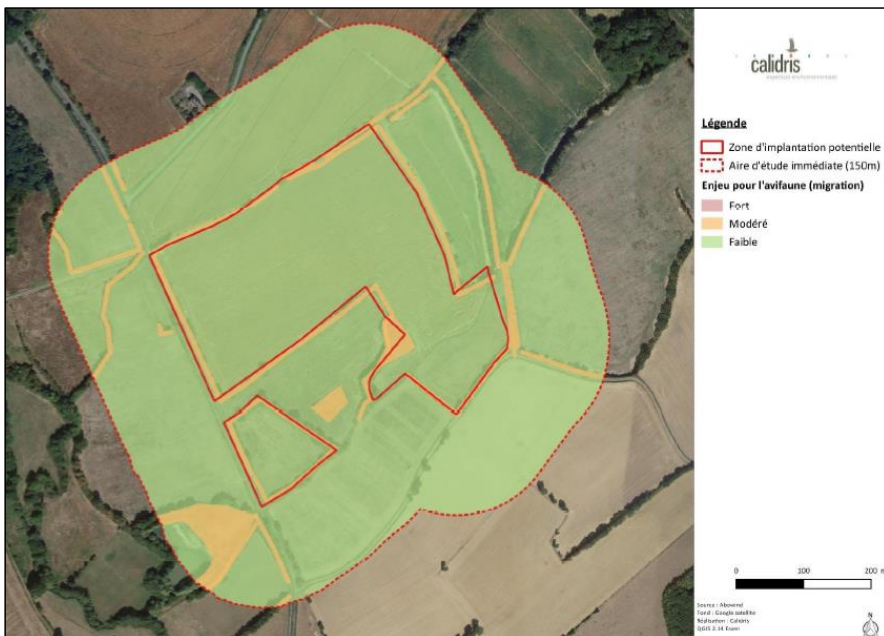 calidris
Légende
Zone d'implantation potentielle
Aire d'étude immédiate (150m)
Enjeu pour l'avifaune (migration)
Fort
Modéré
Faible
0 100 200 m
Source : Abowind
Fond : Google satellite
Réalisation : Calidris
N